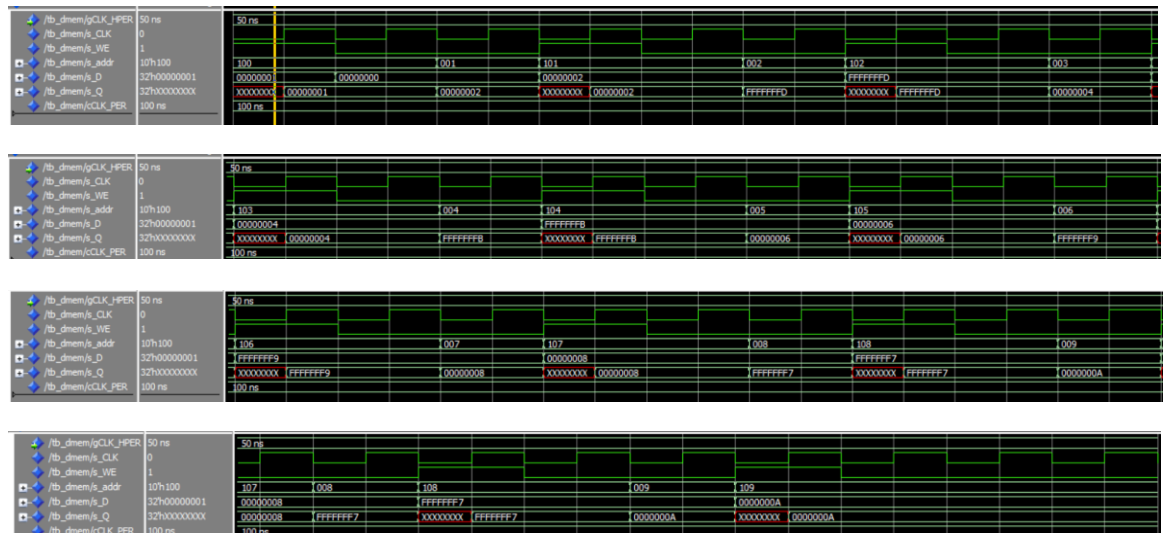 /tb_dmem/gCLK_HPER 50 ns 50 ns
/tb_dmem/s_CLK 0
/tb_dmem/s_WE 1
/tb_dmem/s_addr 10'h100 100 001 101 002 102 003
/tb_dmem/s_D 32'h00000001 0000000 00000000 00000002 FFFFFFFD
/tb_dmem/s_Q 32'hXXXXXXXX XXXXXXXX 00000001 00000002 XXXXXXXX 00000002 FFFFFFFD XXXXXXXX FFFFFFFD 00000004
/tb_dmem/cCLK_PER 100 ns 100 ns
/tb_dmem/gCLK_HPER 50 ns 50 ns
/tb_dmem/s_CLK 0
/tb_dmem/s_WE 1
/tb_dmem/s_addr 10'h100 103 004 104 005 105 006
/tb_dmem/s_D 32'h00000001 00000004 FFFFFFFB 00000006
/tb_dmem/s_Q 32'hXXXXXXXX XXXXXXXX 00000004 FFFFFFFB XXXXXXXX FFFFFFFB 00000006 XXXXXXXX 00000006 FFFFFFF9
/tb_dmem/cCLK_PER 100 ns 100 ns
/tb_dmem/gCLK_HPER 50 ns 50 ns
/tb_dmem/s_CLK 0
/tb_dmem/s_WE 1
/tb_dmem/s_addr 10'h100 106 007 107 008 108 009
/tb_dmem/s_D 32'h00000001 FFFFFFF9 00000008 FFFFFFF7
/tb_dmem/s_Q 32'hXXXXXXXX XXXXXXXX FFFFFFF9 00000008 XXXXXXXX 00000008 FFFFFFF7 XXXXXXXX FFFFFFF7 0000000A
/tb_dmem/cCLK_PER 100 ns 100 ns
/tb_dmem/gCLK_HPER 50 ns 50 ns
/tb_dmem/s_CLK 0
/tb_dmem/s_WE 1
/tb_dmem/s_addr 10'h100 107 008 108 009 109
/tb_dmem/s_D 32'h00000001 00000008 FFFFFFF7 0000000A
/tb_dmem/s_Q 32'hXXXXXXXX 00000008 FFFFFFF7 XXXXXXXX FFFFFFF7 0000000A XXXXXXXX 0000000A
/tb_dmem/cCLK_PER 100 ns 100 ns